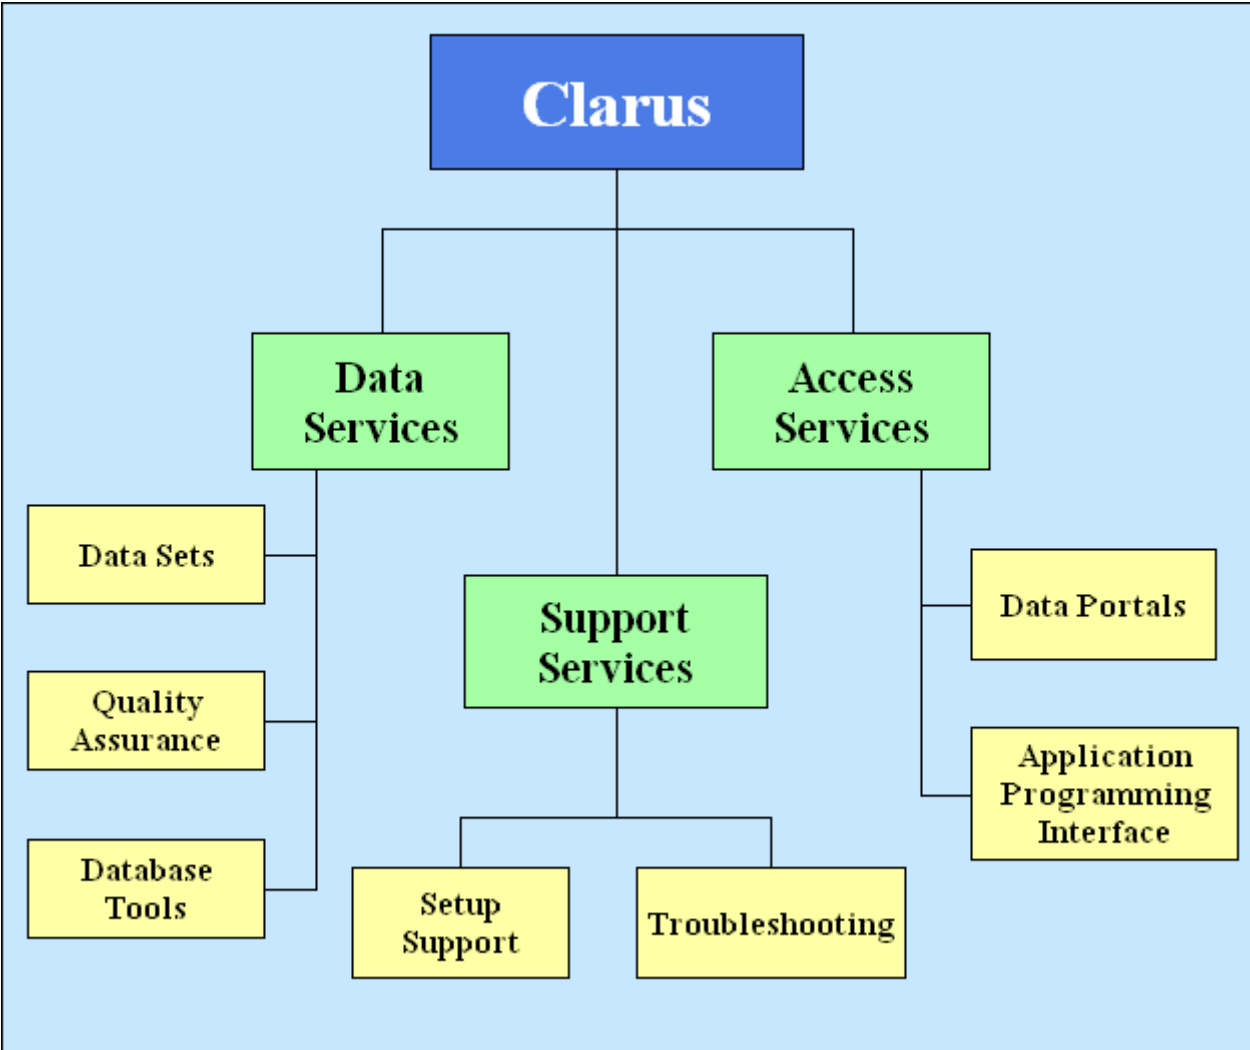 Clarus
Data
Services
Access
Services
Data Sets
Quality
Assurance
Database
Tools
Support
Services
Setup
Support
Troubleshooting
Data Portals
Application
Programming
Interface